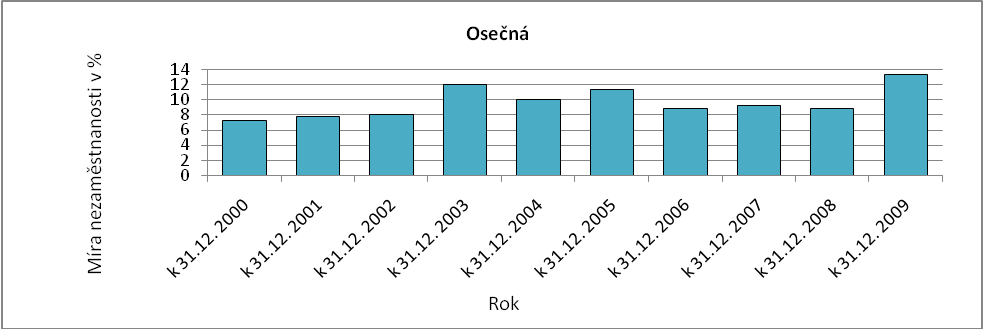 Osečná
Míra nezaměstnanosti v %
14
12
10
8
6
4
2
0
k 31.12. 2000
k 31.12. 2001
k 31.12. 2002
k 31.12. 2003
k 31.12. 2004
k 31.12. 2005
k 31.12. 2006
k 31.12. 2007
k 31.12. 2008
k 31.12. 2009
Rok